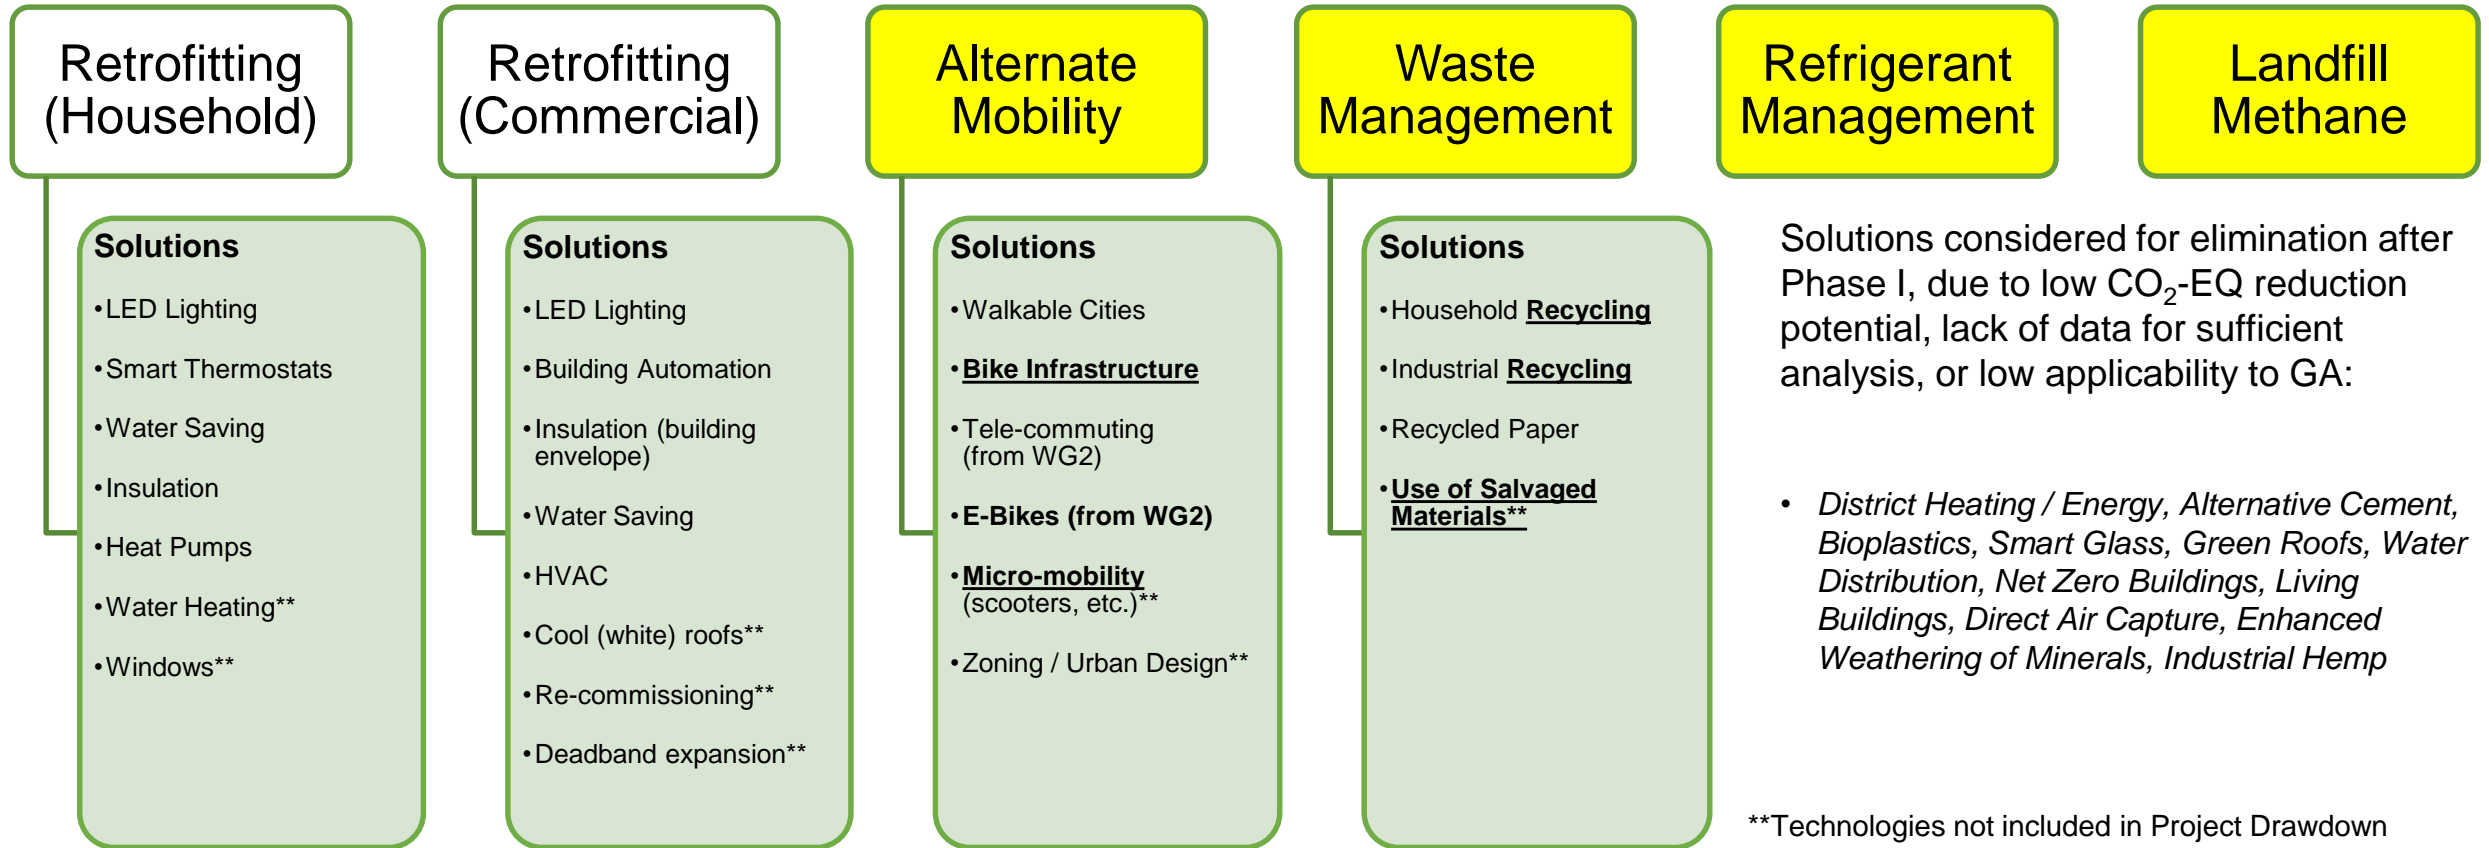 Retrofitting
(Household)
Retrofitting
(Commercial)
Alternate
Mobility
Waste
Management
Refrigerant
Management
Landfill
Methane
Solutions
•LED Lighting
•Smart Thermostats
•Water Saving
•Insulation
•Heat Pumps
•Water Heating**
•Windows**
Solutions
•LED Lighting
•Building Automation
•Insulation (building
envelope)
•Water Saving
•HVAC
•Cool (white) roofs**
•Re-commissioning**
•Deadband expansion**
Solutions
•Walkable Cities
•Bike Infrastructure
•Tele-commuting
(from WG2)
•E-Bikes (from WG2)
•Micro-mobility
(scooters, etc.)**
•Zoning / Urban Design**
Solutions
•Household Recycling
•Industrial Recycling
•Recycled Paper
•Use of Salvaged
Materials**
Solutions considered for elimination after
Phase I, due to low CO₂-EQ reduction
potential, lack of data for sufficient
analysis, or low applicability to GA:
• District Heating / Energy, Alternative Cement,
Bioplastics, Smart Glass, Green Roofs, Water
Distribution, Net Zero Buildings, Living
Buildings, Direct Air Capture, Enhanced
Weathering of Minerals, Industrial Hemp
**Technologies not included in Project Drawdown